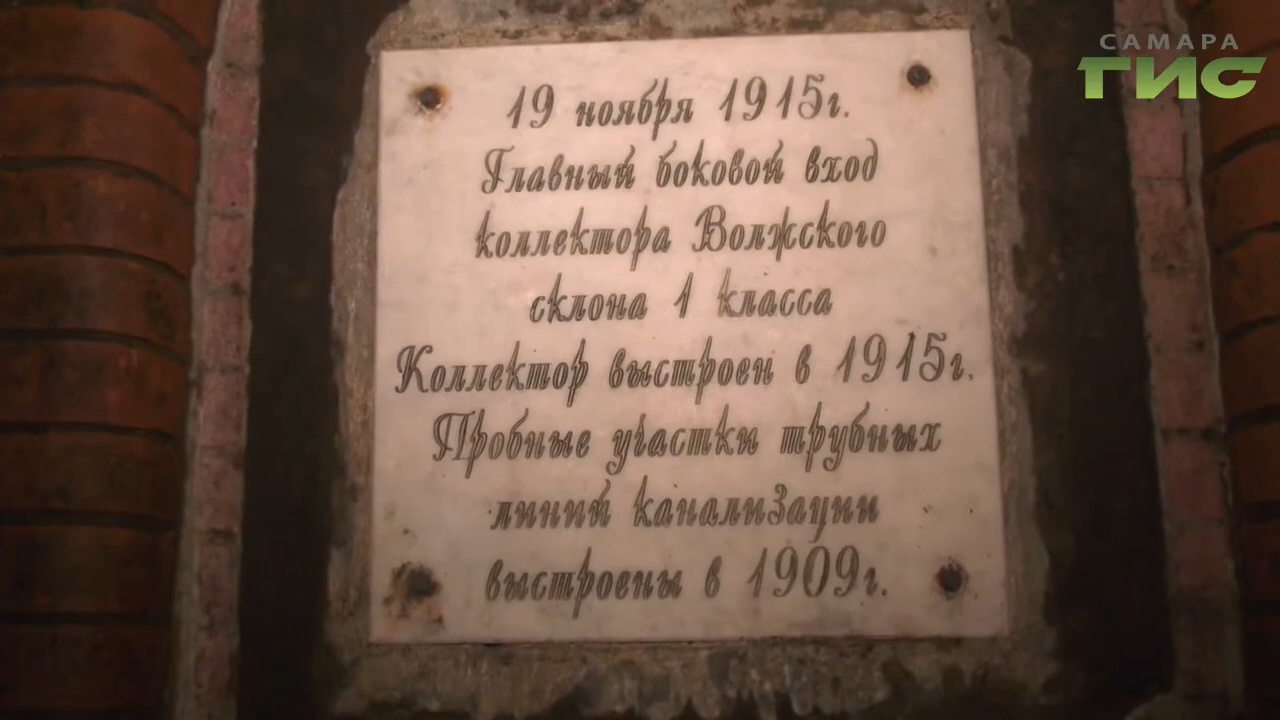 САМАРА
ГИС
19 ноября 1915г.
Главный боковой вход
коллектора Волжского
склона 1 класса
Коллектор выстроен в 1915г.
Пробные участки трубных
линий канализации
выстроены в 1909г.